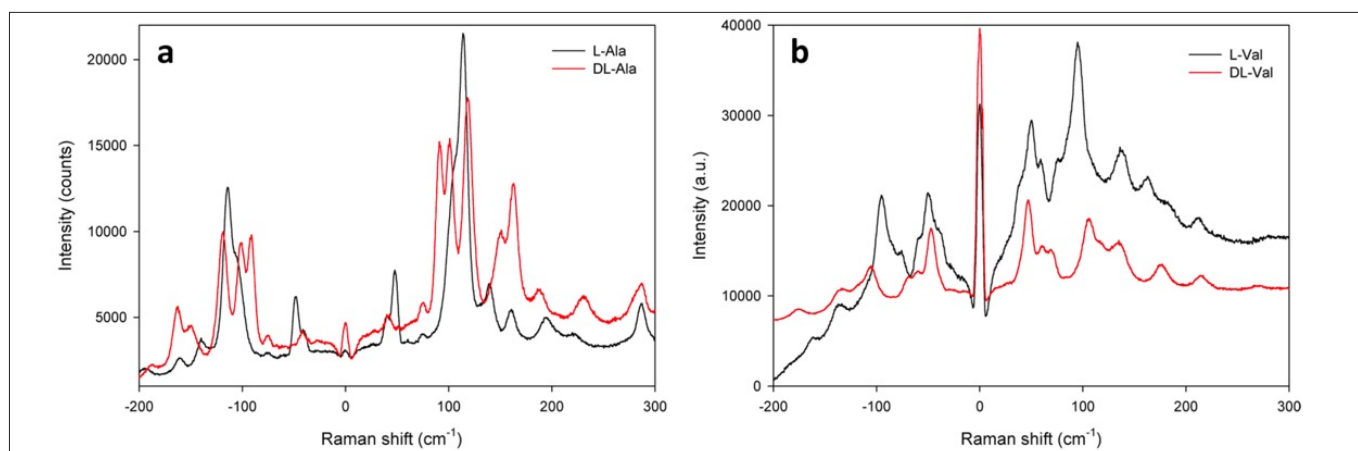 a
L-Ala
DL-Ala
20000
15000
10000
5000
Intensity (counts)
-200 -100 0 100 200 300
Raman shift (cm⁻¹)
b
L-Val
DL-Val
40000
30000
20000
10000
0
Intensity (a.u.)
-200 -100 0 100 200 300
Raman shift (cm⁻¹)